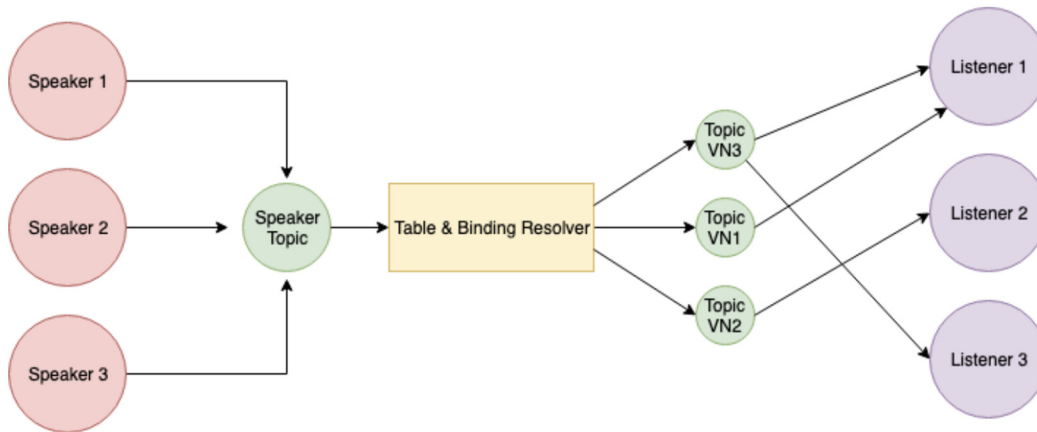 Speaker 1
Speaker 2
Speaker 3
Speaker
Topic
Table & Binding Resolver
Topic
VN3
Topic
VN1
Topic
VN2
Listener 1
Listener 2
Listener 3